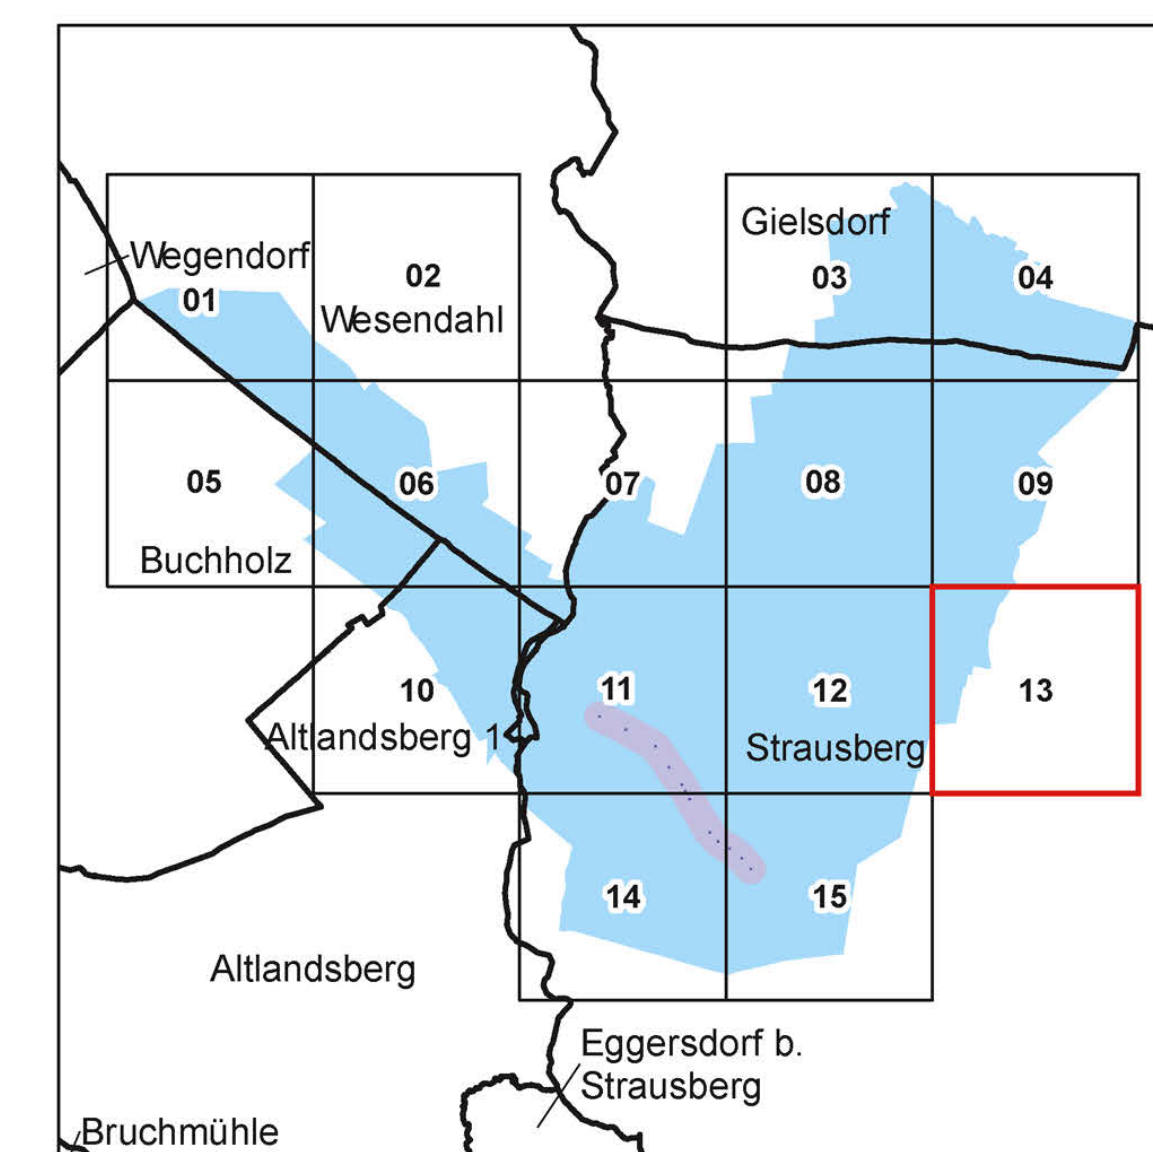 Gielsdorf
Wegendorf
01
02
03
04
Wesendahl
05
06
07
08
09
Buchholz
10
11
12
13
Altlandsberg 1
Strausberg
14
15
Altlandsberg
Eggersdorf b.
Strausberg
Bruchmühle